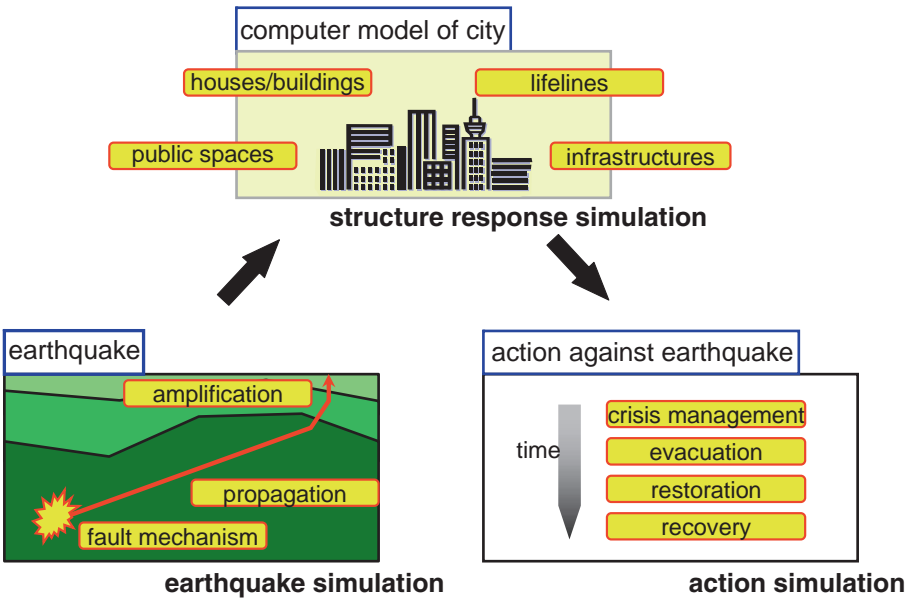 computer model of city
houses/buildings
lifelines
public spaces
infrastructures
structure response simulation
earthquake
amplification
propagation
fault mechanism
earthquake simulation
action against earthquake
time
crisis management
evacuation
restoration
recovery
action simulation